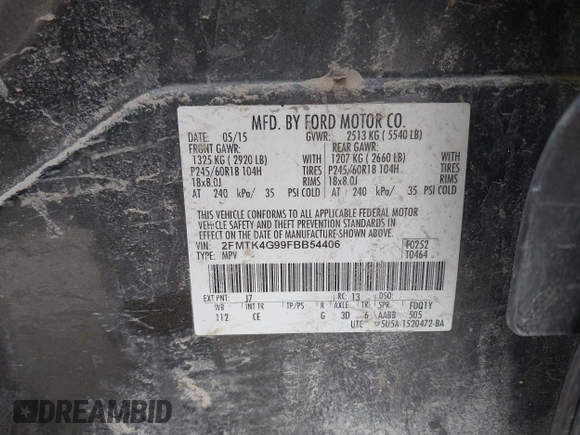 MFD. BY FORD MOTOR CO.
DATE: 05/15 GVWR: 2513 KG ( 5540 LB)
FRONT GAWR: REAR GAWR:
1325 KG ( 2920 LB) WITH 1207 KG ( 2660 LB) WITH
P245/60R18 104H TIRES P245/60R18 104H TIRES
18x8.0J RIMS 18x8.0J RIMS
AT 240 kPa/ 35 PSI COLD AT 240 kPa/ 35 PSI COLD
THIS VEHICLE CONFORMS TO ALL APPLICABLE FEDERAL MOTOR
VEHICLE SAFETY AND THEFT PREVENTION STANDARDS IN EFFECT ON THE
DATE OF MANUFACTURE SHOWN ABOVE.
VIN: 2FMTK4G99FBB54406 F0252
TYPE: MPV T0464
EXT PNT: J7 RC: 13 DSO:
WB INT TR TP/PS R AXLE TR SPR FDQ1Y
112 CE G 3D 6 AABB 505
UTC 5U5A-1520472-BA
DREAMBID